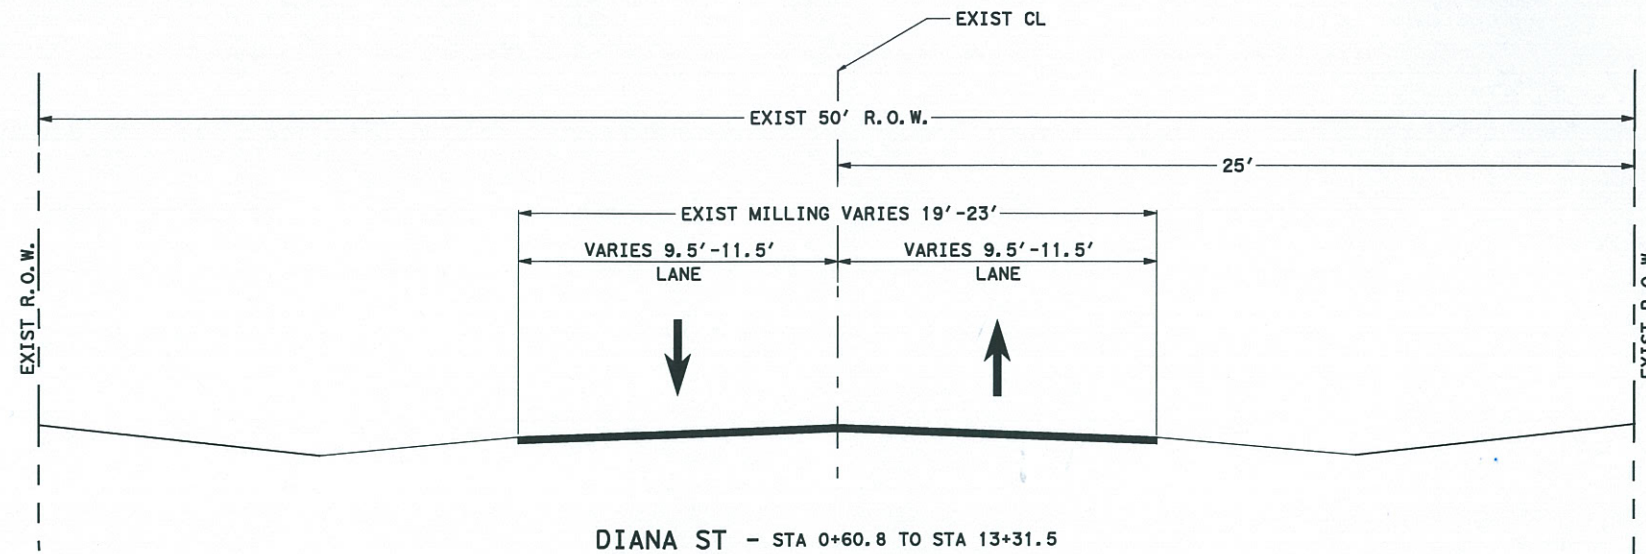 EXIST CL
EXIST 50' R.O.W.
25'
EXIST MILLING VARIES 19'-23'
VARIES 9.5'-11.5'
LANE
VARIES 9.5'-11.5'
LANE
EXIST R.O.W.
EXIST R.O.W.
DIANA ST - STA 0+60.8 TO STA 13+31.5